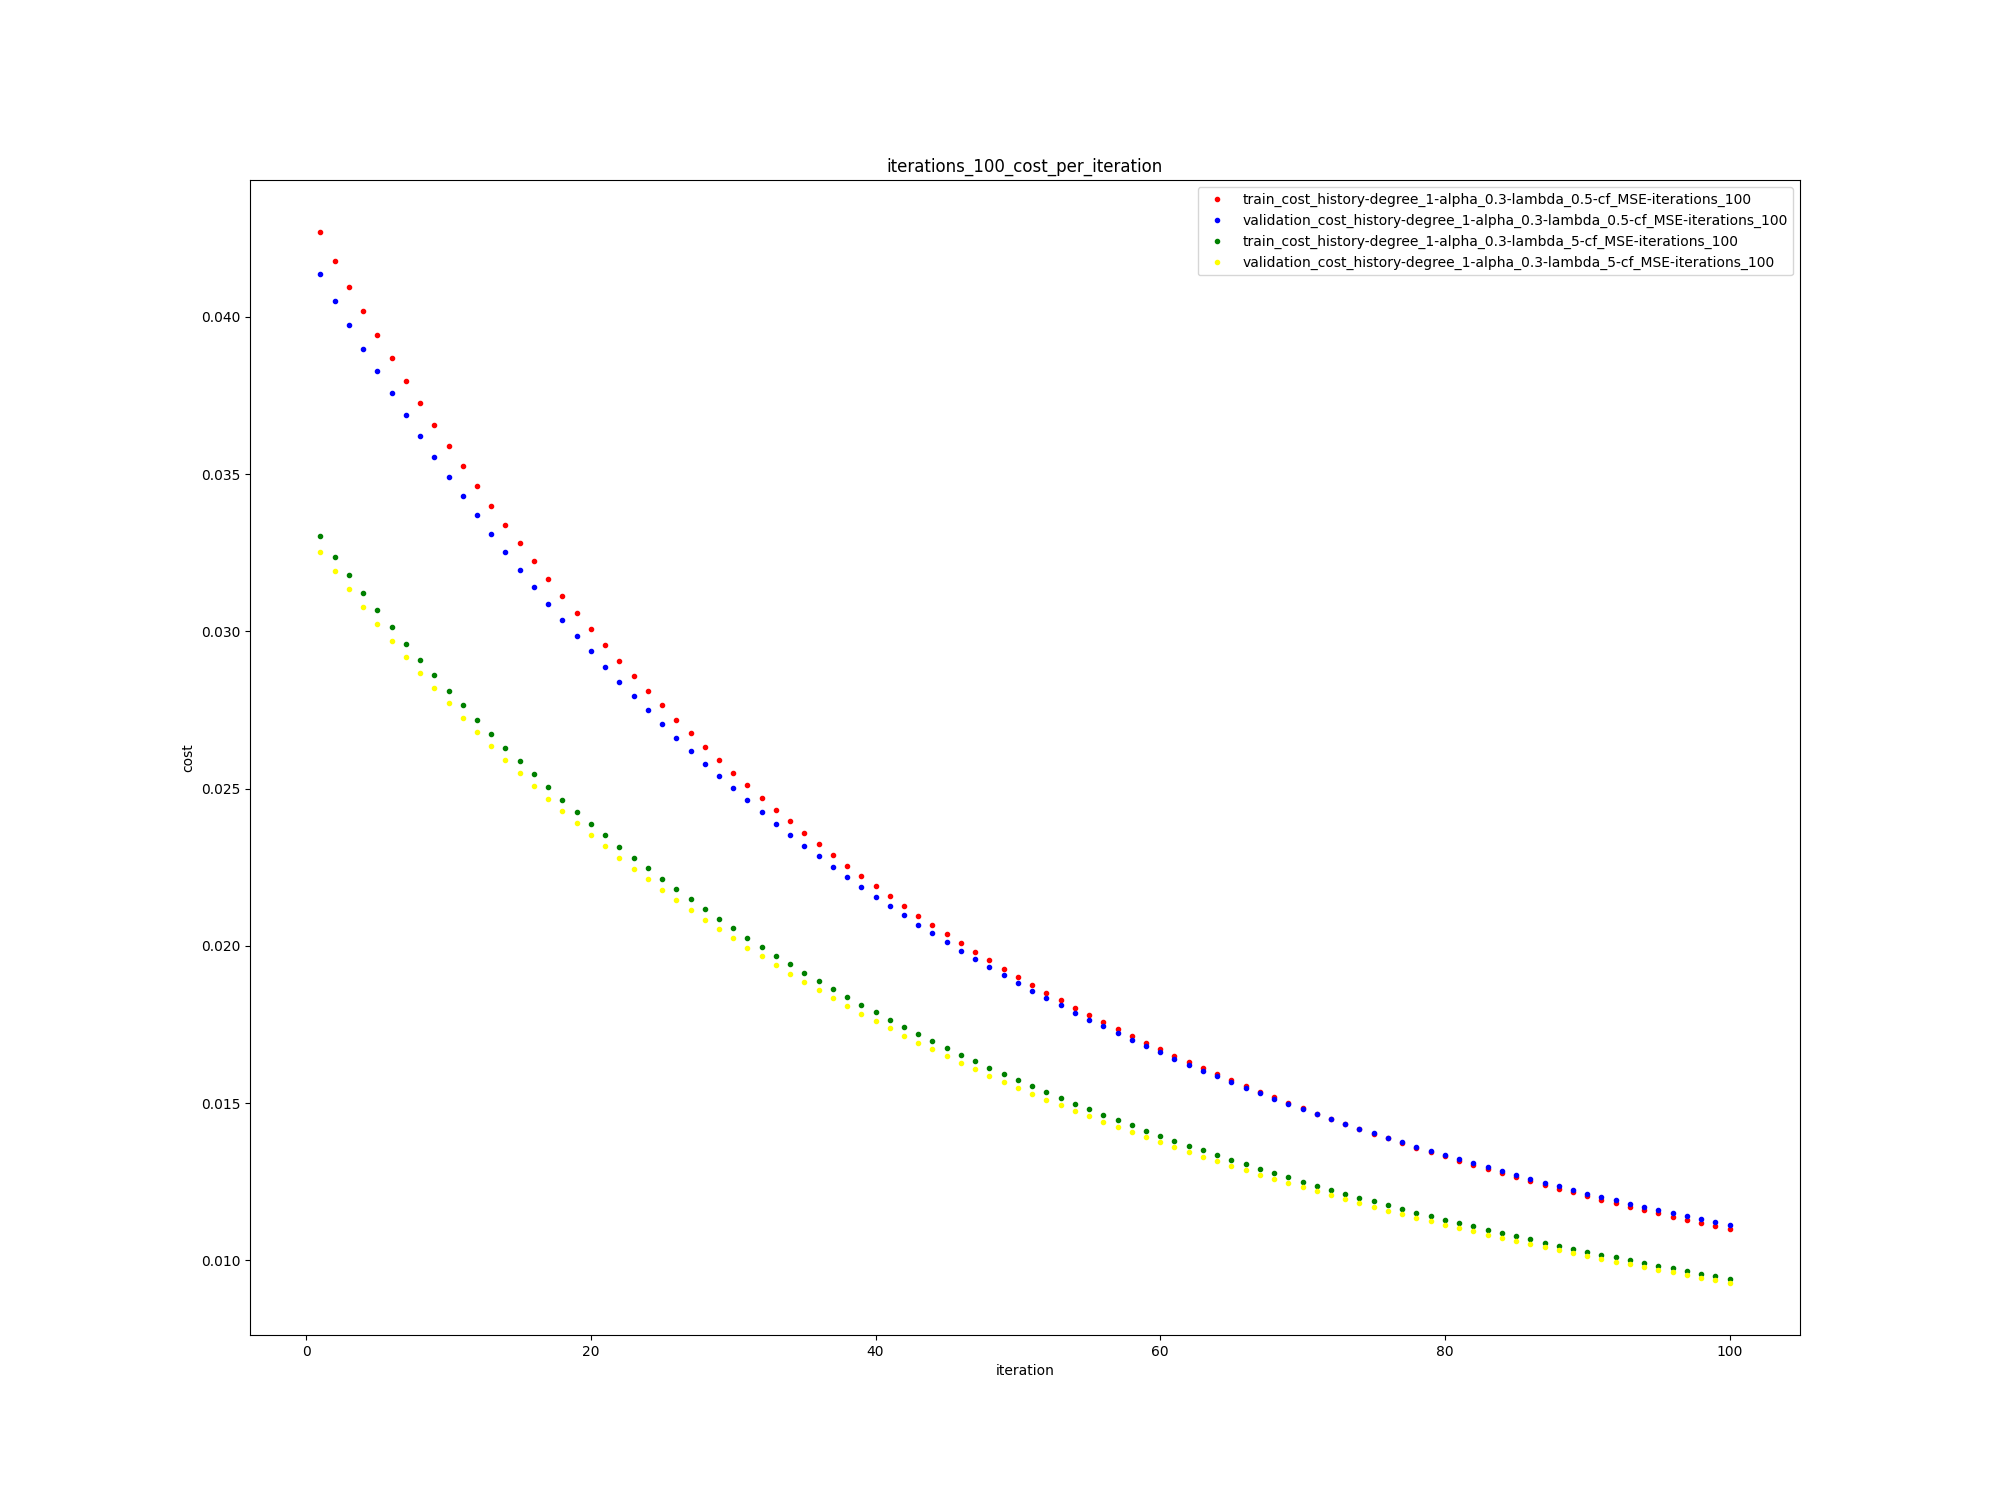 iterations_100_cost_per_iteration
train_cost_history-degree_1-alpha_0.3-lambda_0.5-cf_MSE-iterations_100
validation_cost_history-degree_1-alpha_0.3-lambda_0.5-cf_MSE-iterations_100
train_cost_history-degree_1-alpha_0.3-lambda_5-cf_MSE-iterations_100
validation_cost_history-degree_1-alpha_0.3-lambda_5-cf_MSE-iterations_100
0.040
0.035
0.030
0.025
cost
0.020
0.015
0.010
0 20 40 60 80 100
iteration